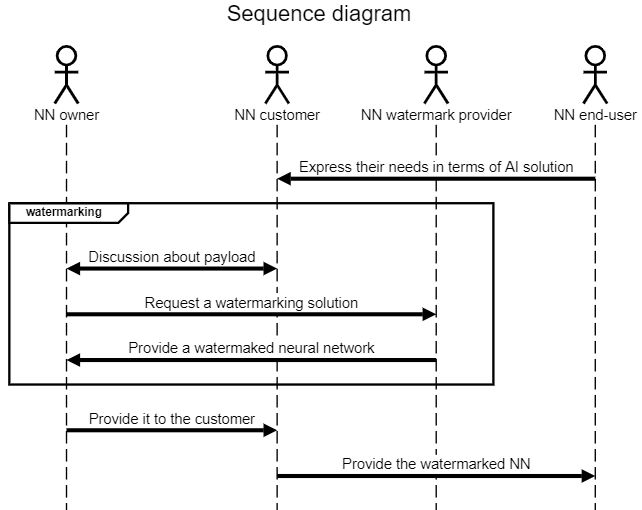 Sequence diagram
NN owner
NN customer
NN watermark provider
NN end-user
Express their needs in terms of AI solution
watermarking
Discussion about payload
Request a watermarking solution
Provide a watermaked neural network
Provide it to the customer
Provide the watermarked NN